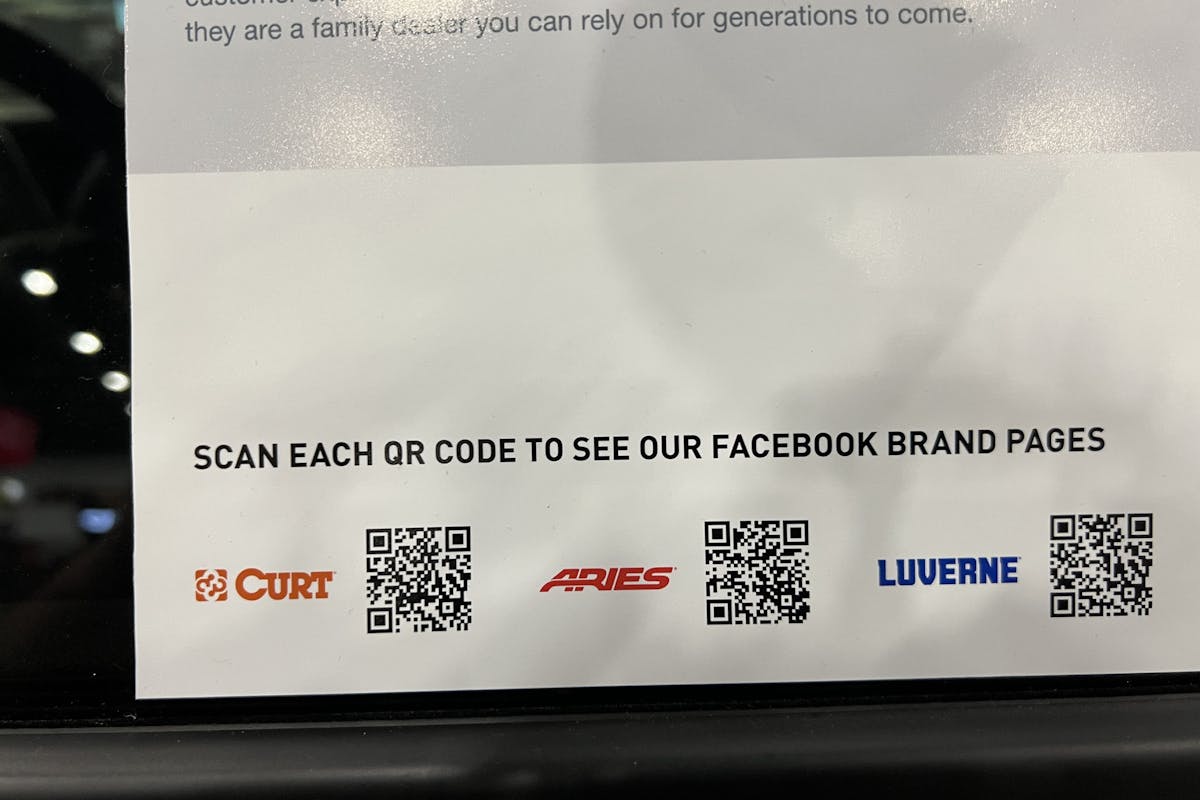 they are a family dealer you can rely on for generations to come.
SCAN EACH QR CODE TO SEE OUR FACEBOOK BRAND PAGES
CURT
ARIES
LUVERNE